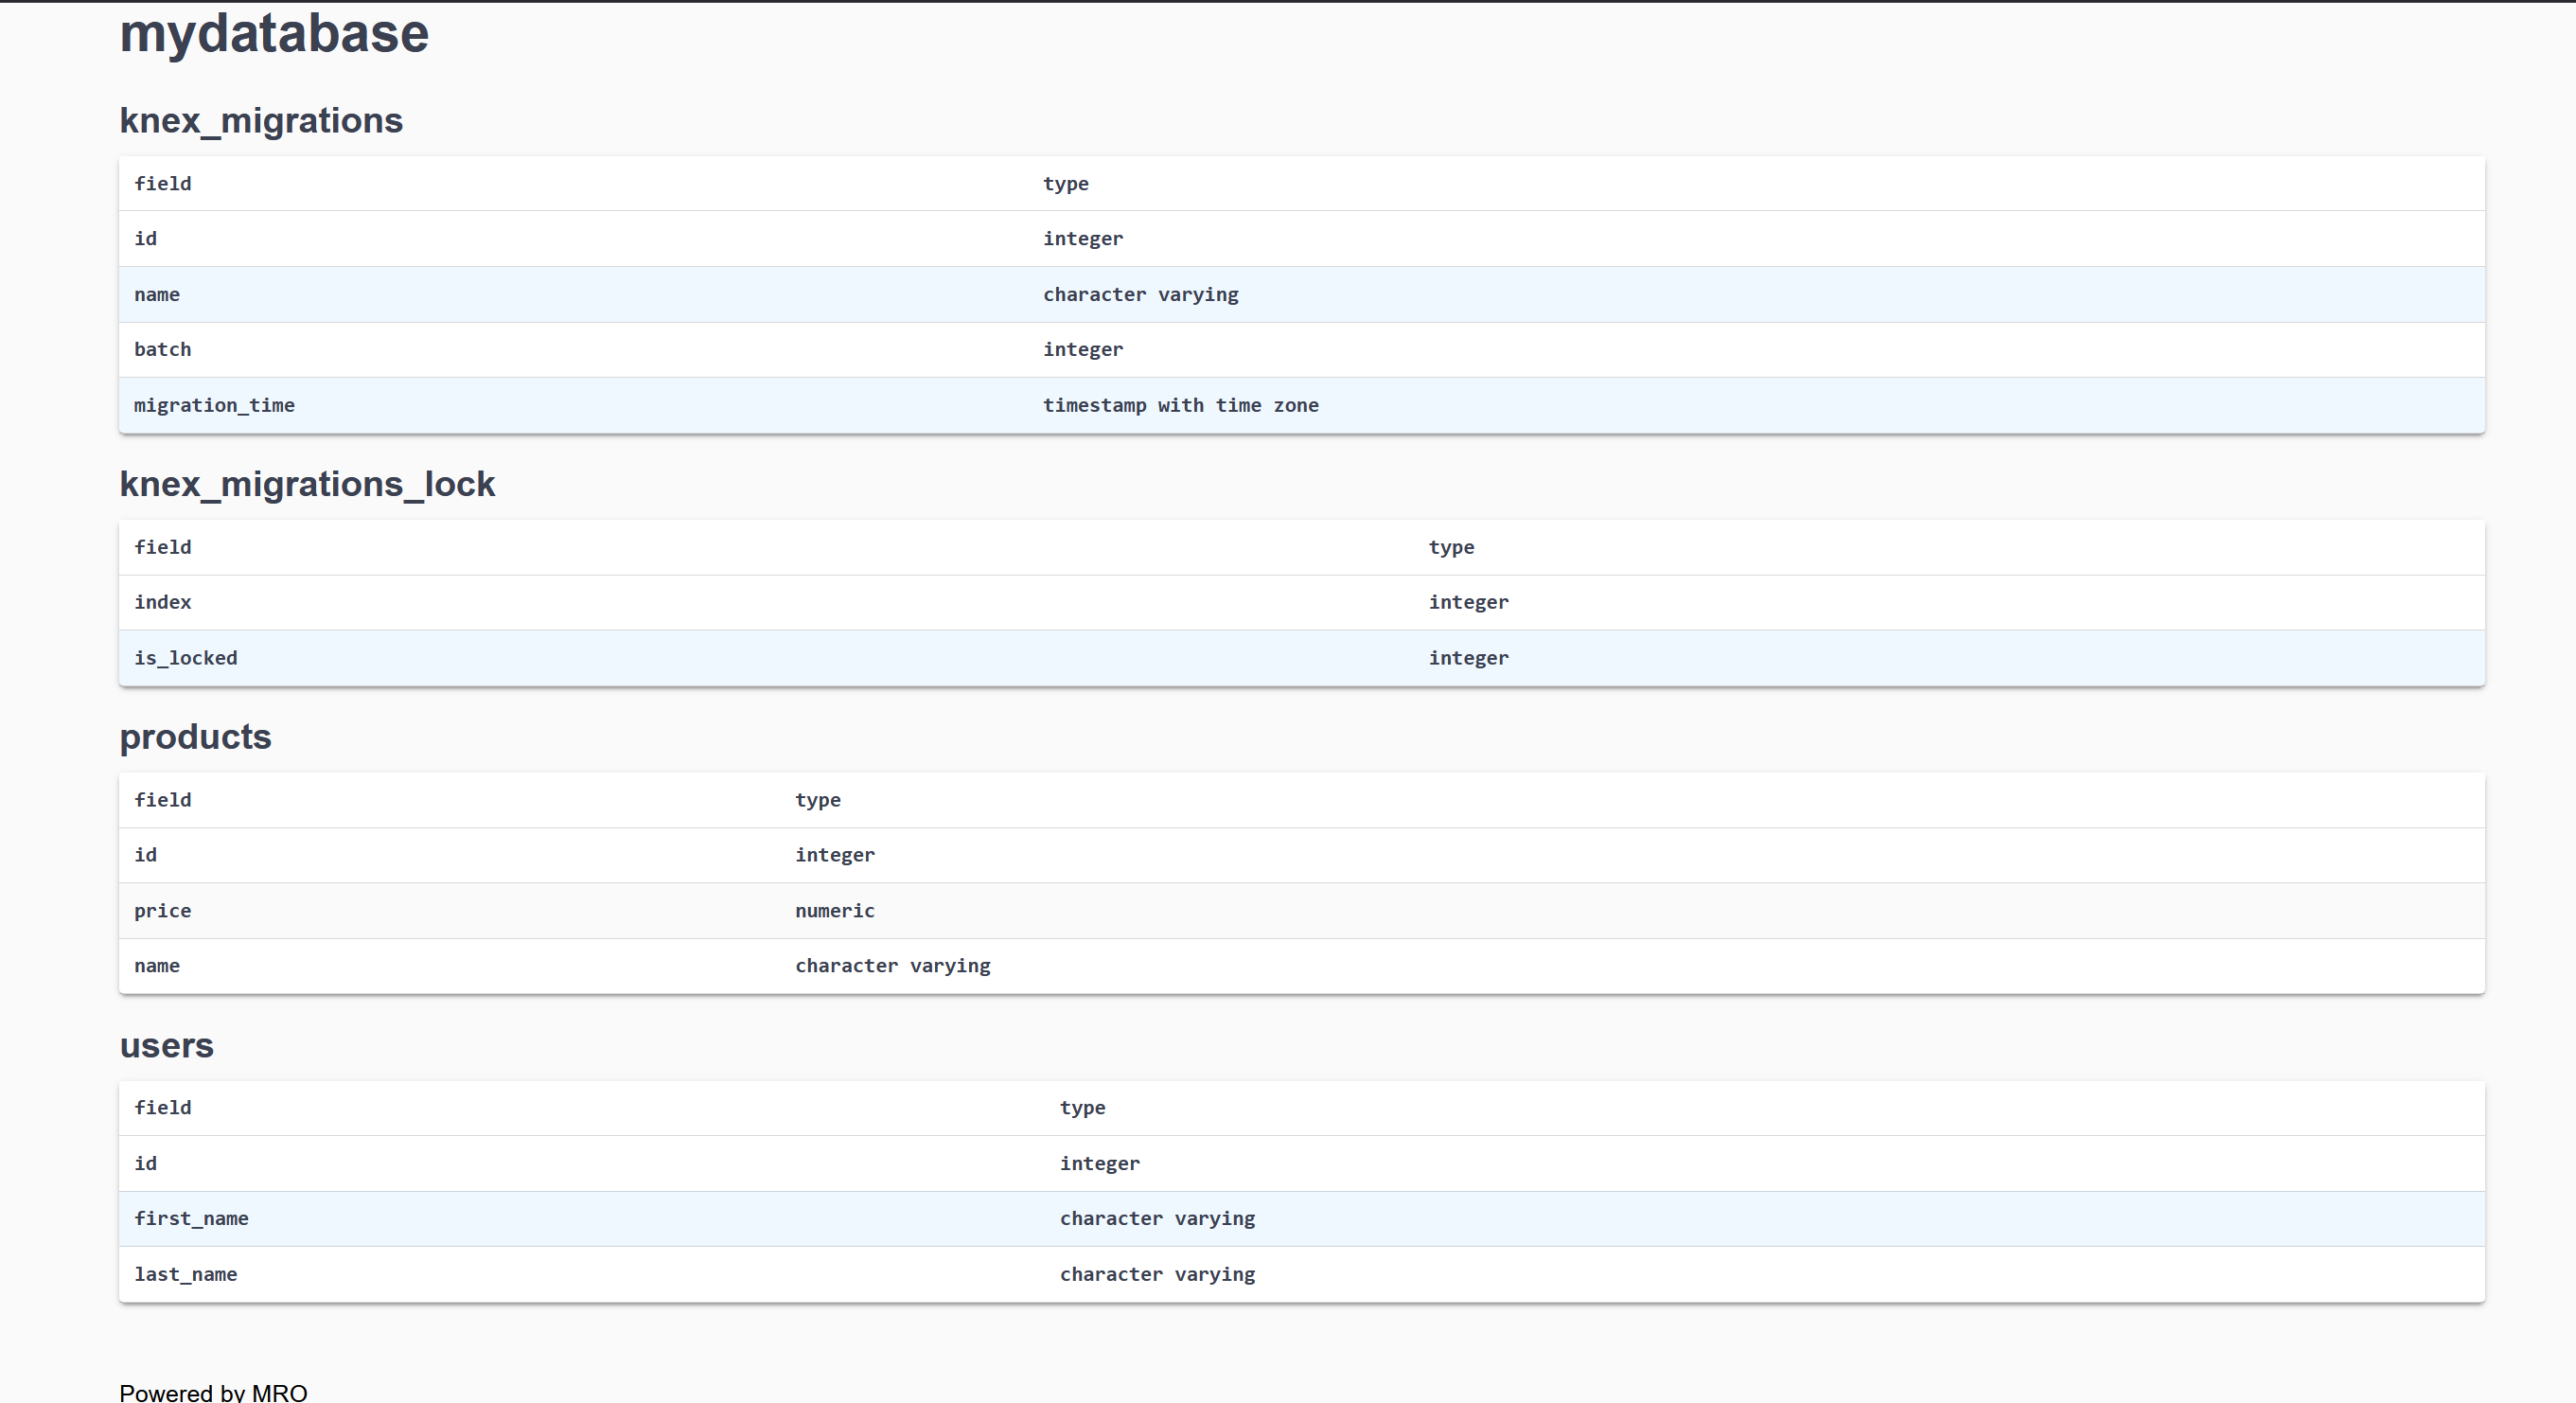 mydatabase
knex_migrations
field type
id integer
name character varying
batch integer
migration_time timestamp with time zone
knex_migrations_lock
field type
index integer
is_locked integer
products
field type
id integer
price numeric
name character varying
users
field type
id integer
first_name character varying
last_name character varying
Powered by MRO